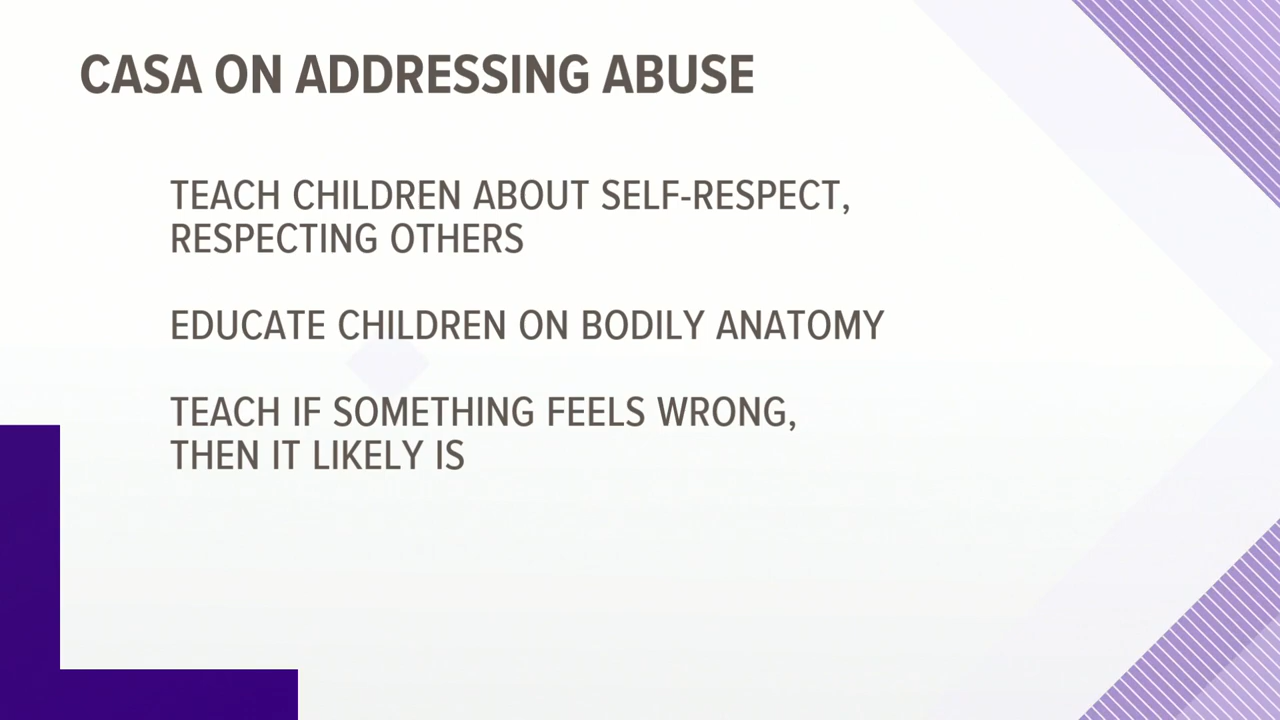 CASA ON ADDRESSING ABUSE
TEACH CHILDREN ABOUT SELF-RESPECT,
RESPECTING OTHERS
EDUCATE CHILDREN ON BODILY ANATOMY
TEACH IF SOMETHING FEELS WRONG,
THEN IT LIKELY IS